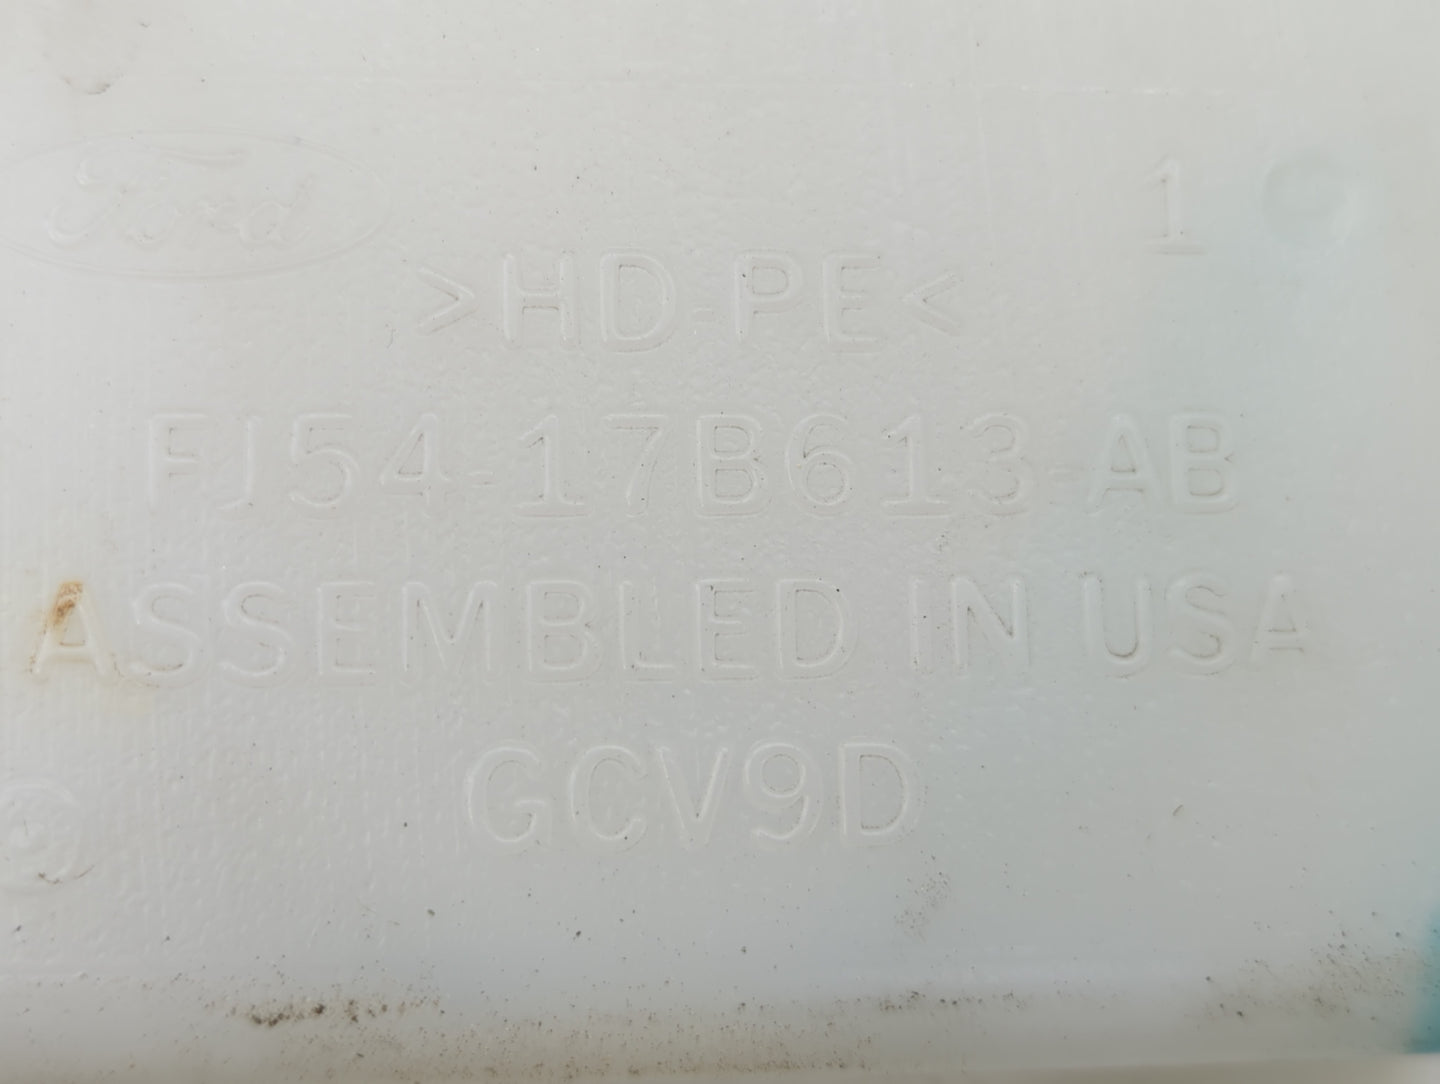 Ford
1
>HD-PE<
FJ54-17B613-AB
ASSEMBLED IN USA
GCV9D